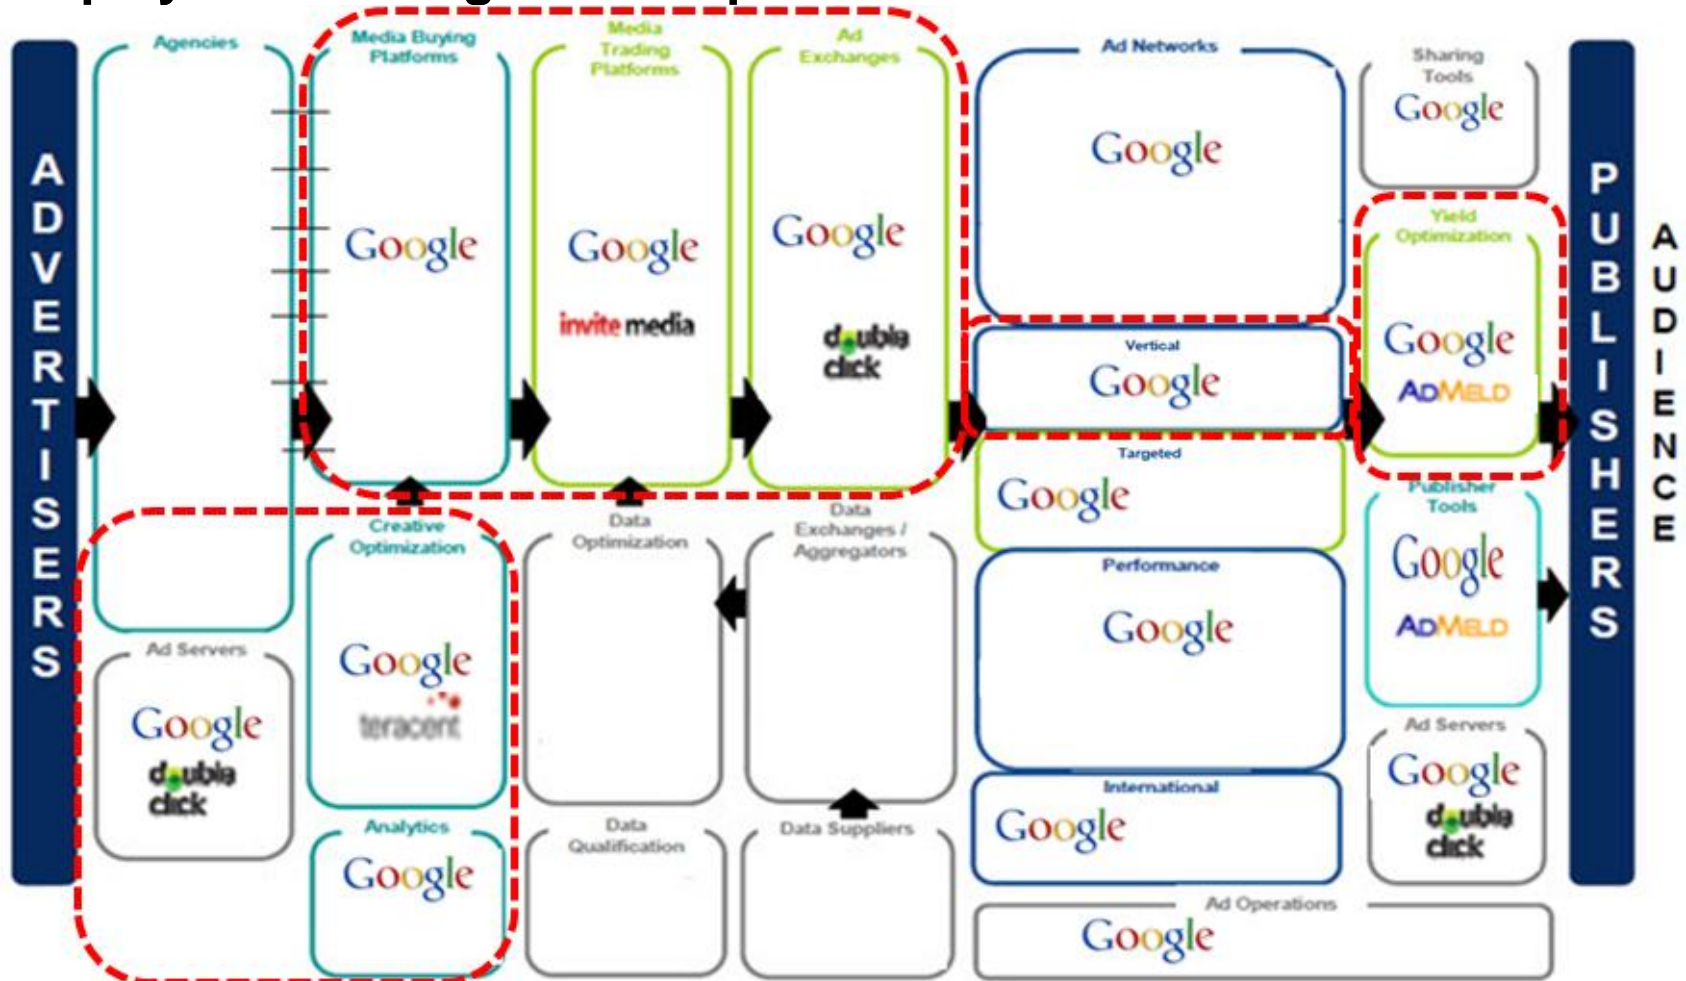 ADVERTISERS
Agencies
Media Buying
Platforms
Google
Media
Trading
Platforms
Google
invite media
Ad
Exchanges
Google
double
click
Ad Networks
Google
Vertical
Google
Targeted
Google
Performance
Google
International
Google
Ad Operations
Google
Sharing
Tools
Google
Yield
Optimization
Google
ADMELD
Publisher
Tools
Google
ADMELD
Ad Servers
Google
double
click
Ad Servers
Google
double
click
Creative
Optimization
Google
teracent
Analytics
Google
Data
Optimization
Data
Exchanges /
Aggregators
Data
Qualification
Data Suppliers
PUBLISHERS
AUDIENCE